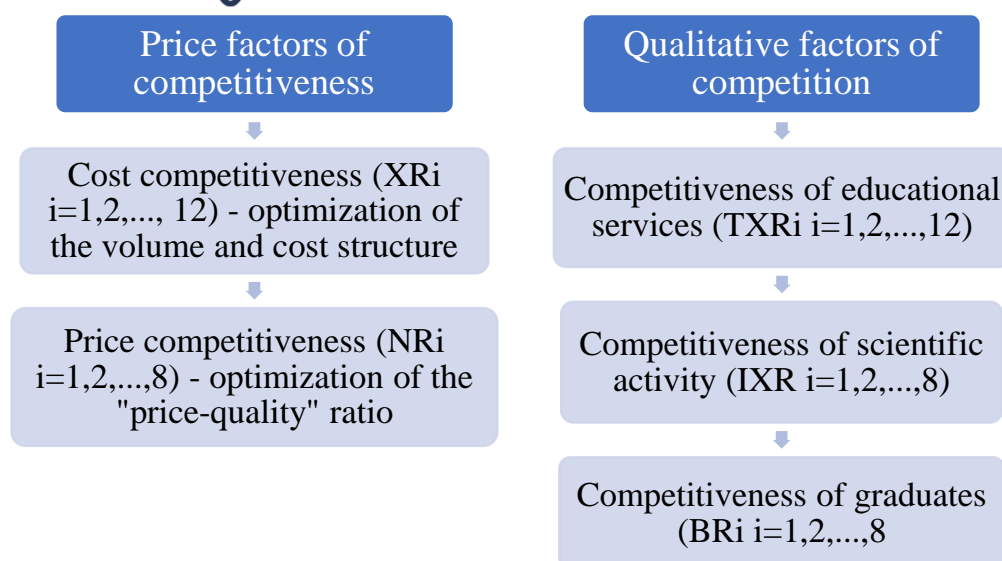 Price factors of
competitiveness
Cost competitiveness (XRi
i=1,2,..., 12) - optimization of
the volume and cost structure
Price competitiveness (NRi
i=1,2,...,8) - optimization of the
"price-quality" ratio
Qualitative factors of
competition
Competitiveness of educational
services (TXRi i=1,2,...,12)
Competitiveness of scientific
activity (IXR i=1,2,...,8)
Competitiveness of graduates
(BRi i=1,2,...,8